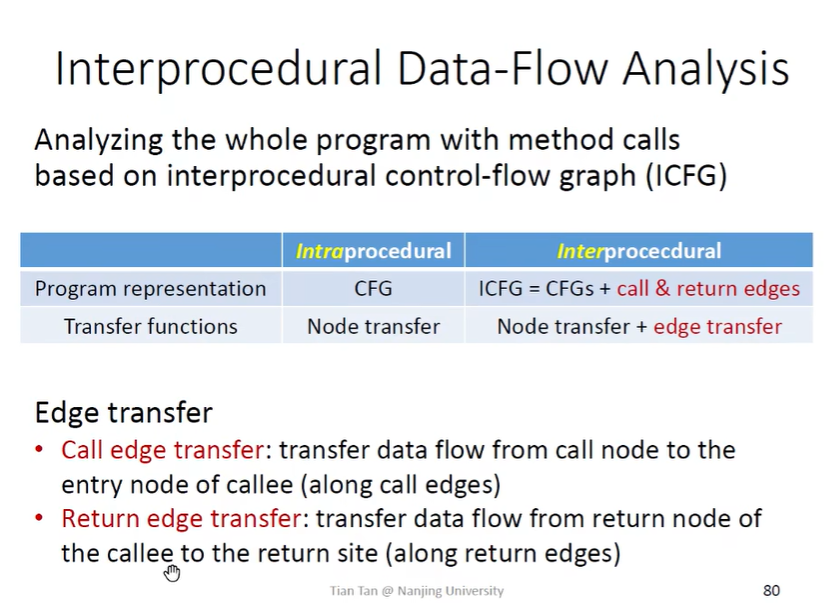 Interprocedural Data-Flow Analysis
Analyzing the whole program with method calls
based on interprocedural control-flow graph (ICFG)
Intraprocedural Interprocecdural
Program representation CFG ICFG = CFGs + call & return edges
Transfer functions Node transfer Node transfer + edge transfer
Edge transfer
• Call edge transfer: transfer data flow from call node to the
entry node of callee (along call edges)
• Return edge transfer: transfer data flow from return node of
the callee to the return site (along return edges)
Tian Tan @ Nanjing University 80